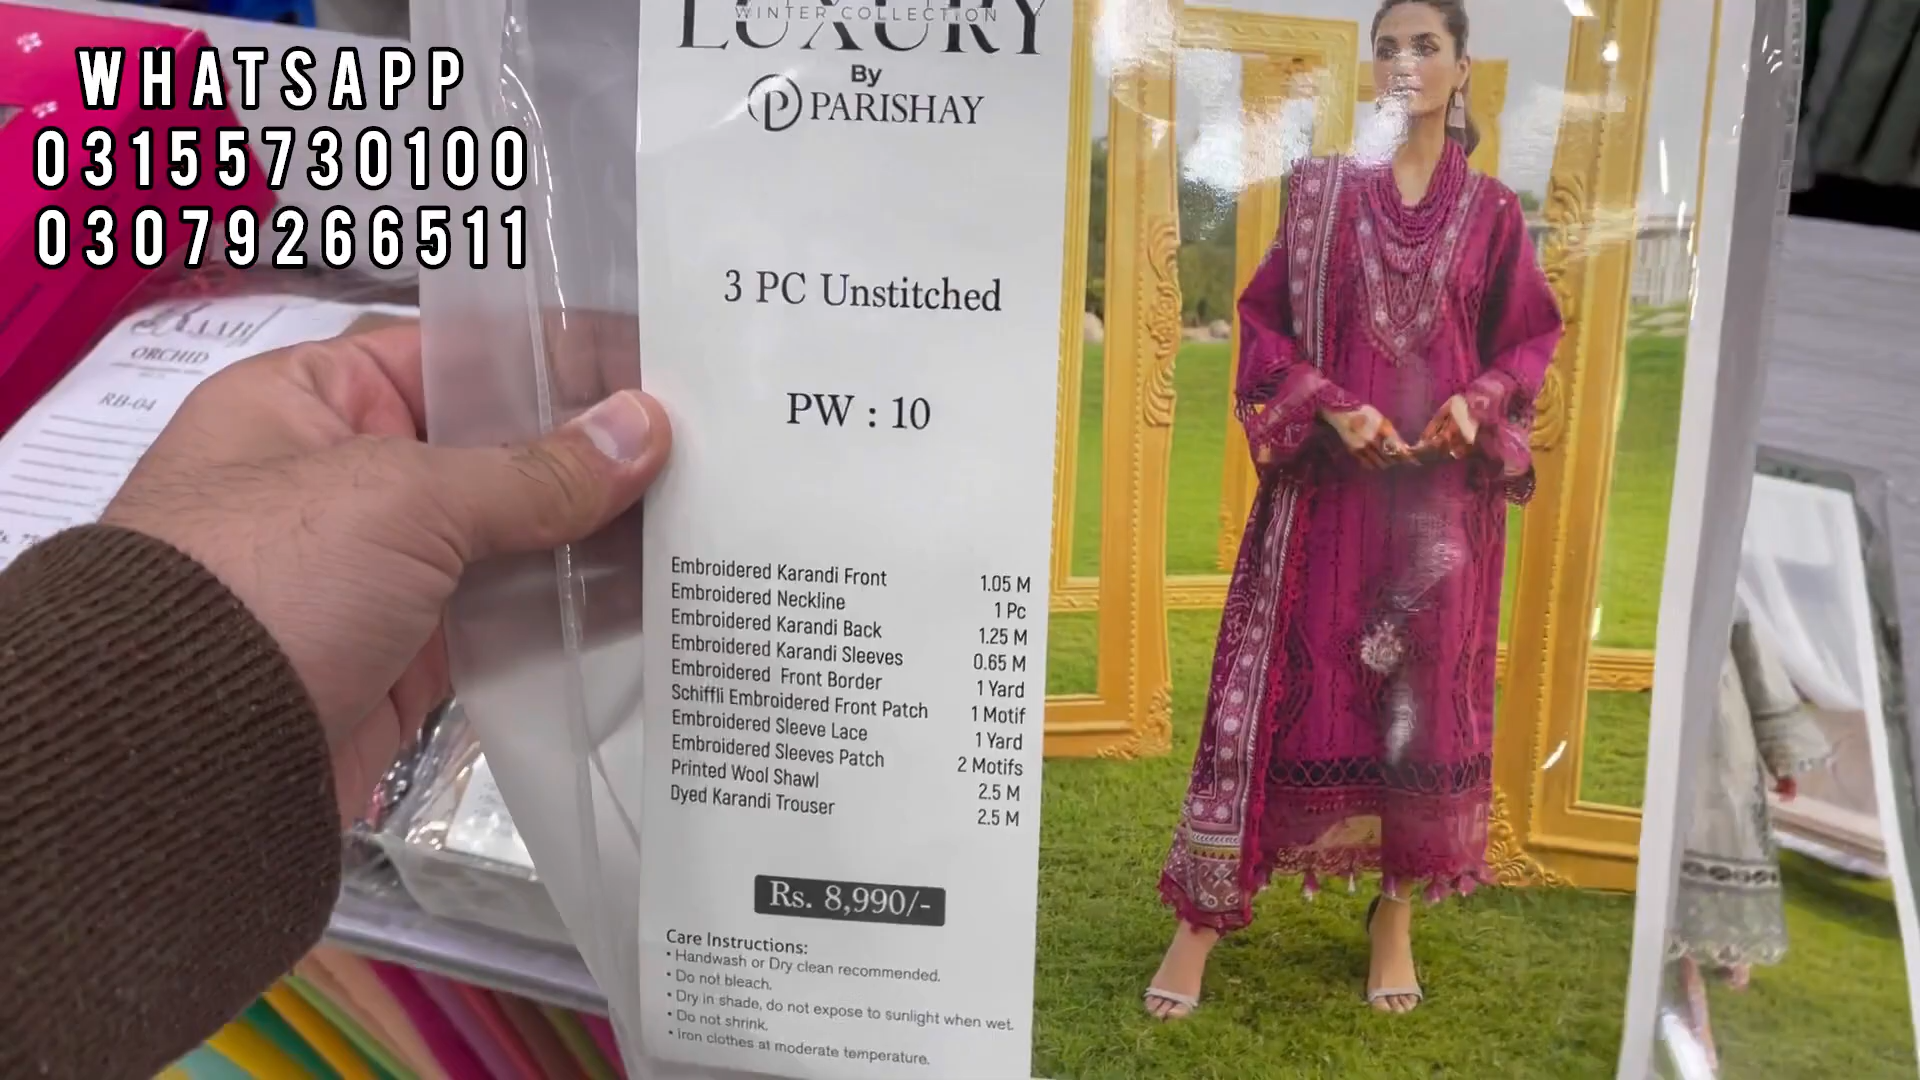 WHATSAPP
03155730100
03079266511
LUXURY
WINTER COLLECTION
By
PARISHAY
3 PC Unstitched
PW : 10
Embroidered Karandi Front 1.05 M
Embroidered Neckline 1 Pc
Embroidered Karandi Back 1.25 M
Embroidered Karandi Sleeves 0.65 M
Embroidered Front Border 1 Yard
Schiffli Embroidered Front Patch 1 Motif
Embroidered Sleeve Lace 1 Yard
Embroidered Sleeves Patch 2 Motifs
Printed Wool Shawl 2.5 M
Dyed Karandi Trouser 2.5 M
Rs. 8,990/-
Care Instructions:
• Handwash or Dry clean recommended.
• Do not bleach.
• Dry in shade, do not expose to sunlight when wet.
• Do not shrink.
• Iron clothes at moderate temperature.
ORCHID
RB-04